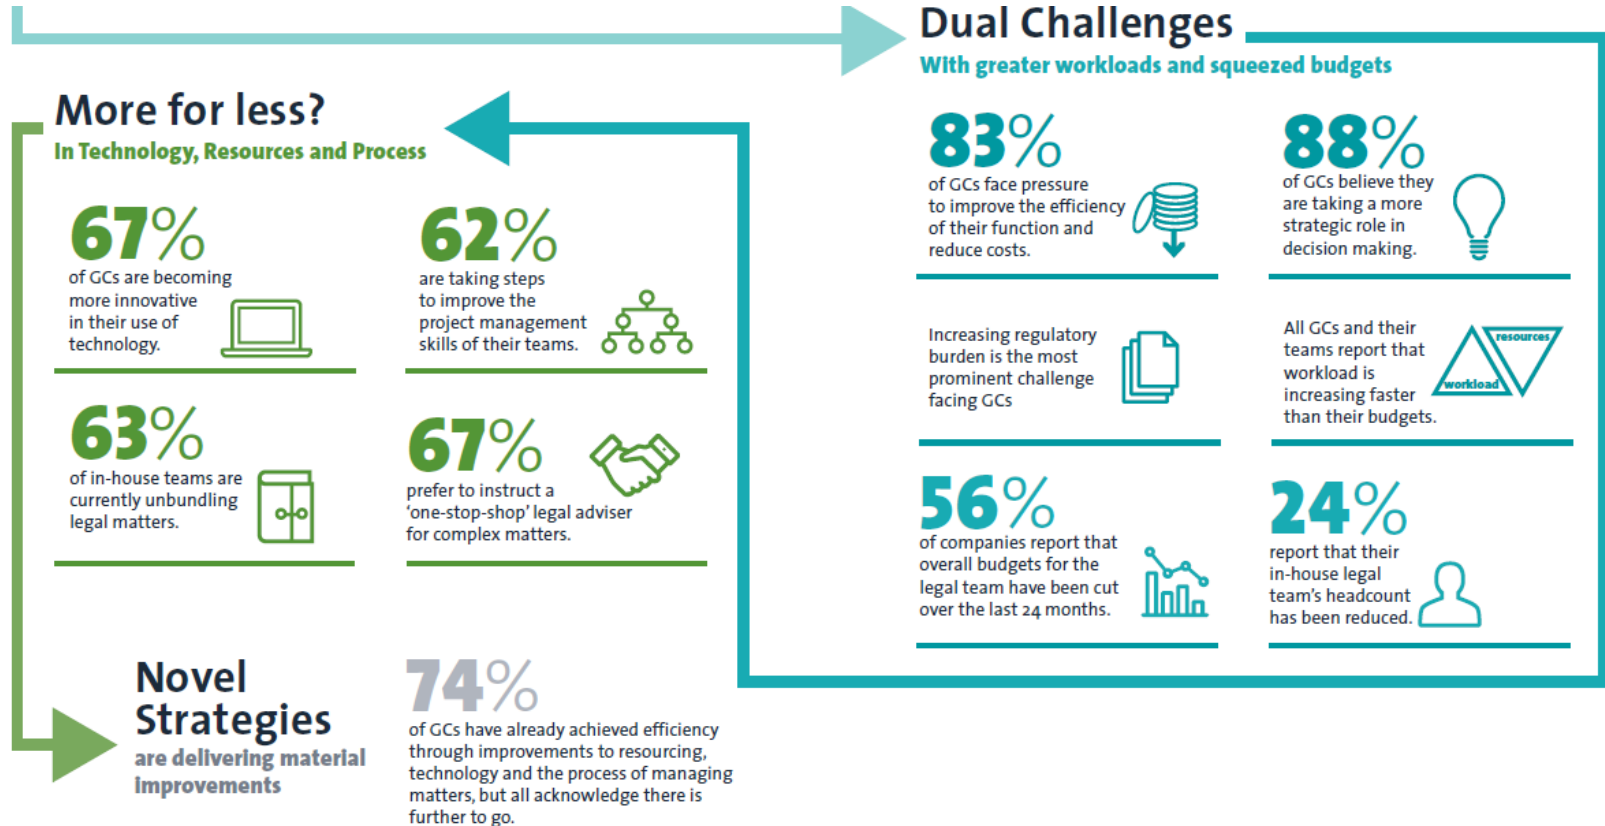 Dual Challenges
With greater workloads and squeezed budgets
83%
of GCs face pressure
to improve the efficiency
of their function and
reduce costs.
88%
of GCs believe they
are taking a more
strategic role in
decision making.
Increasing regulatory
burden is the most
prominent challenge
facing GCs
All GCs and their
teams report that
workload is
increasing faster
than their budgets.
workload
resources
56%
of companies report that
overall budgets for the
legal team have been cut
over the last 24 months.
24%
report that their
in-house legal
team's headcount
has been reduced.
More for less?
In Technology, Resources and Process
67%
of GCs are becoming
more innovative
in their use of
technology.
62%
are taking steps
to improve the
project management
skills of their teams.
63%
of in-house teams are
currently unbundling
legal matters.
67%
prefer to instruct a
'one-stop-shop' legal adviser
for complex matters.
Novel
Strategies
are delivering material
improvements
74%
of GCs have already achieved efficiency
through improvements to resourcing,
technology and the process of managing
matters, but all acknowledge there is
further to go.